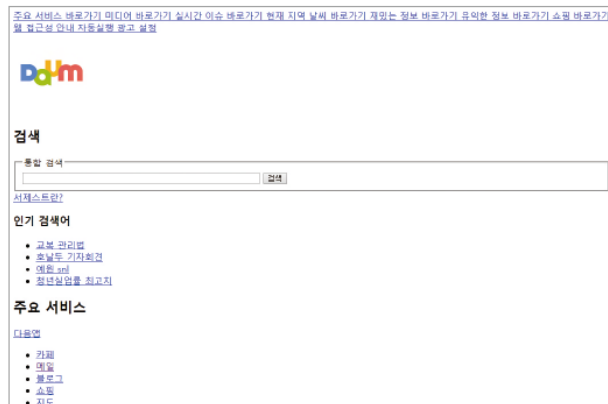 주요 서비스 바로가기 미디어 바로가기 실시간 이슈 바로가기 현재 지역 날씨 바로가기 재밌는 정보 바로가기 유익한 정보 바로가기 쇼핑 바로가기
웹 접근성 안내 자동실행 광고 설정
Daum
검색
통합 검색
검색
서제스트란?
인기 검색어
교복 관리법
호날두 기자회견
예원 snl
청년실업률 최고치
주요 서비스
다음앱
카페
메일
블로그
쇼핑
지도